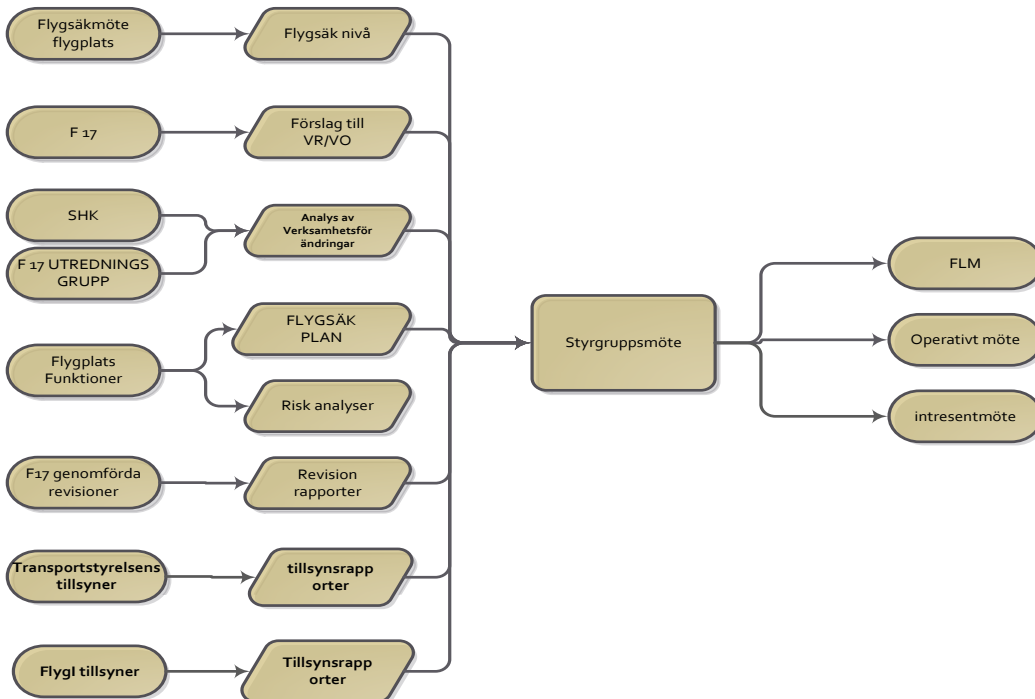 Flygsäkmöte
flygplats
Flygsäk nivå
F 17
Förslag till
VR/VO
SHK
F 17 UTREDNINGS
GRUPP
Analys av
Verksamhetsför
ändringar
Flygplats
Funktioner
FLYGSÄK
PLAN
Risk analyser
F17 genomförda
revisioner
Revision
rapporter
Transportstyrelsens
tillsyner
tillsynsrapp
orter
FlygI tillsyner
Tillsynsrapp
orter
Styrgruppsmöte
FLM
Operativt möte
intresentmöte